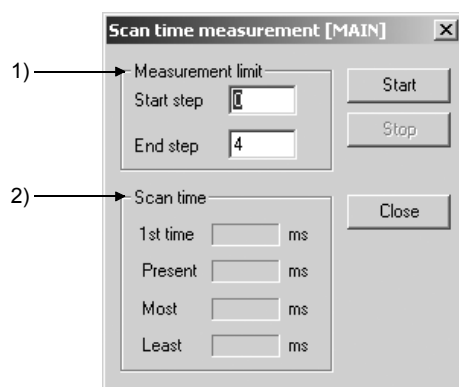 Scan time measurement [MAIN]
1)
Measurement limit
Start step 0
End step 4
Start
Stop
2)
Scan time
1st time ms
Present ms
Most ms
Least ms
Close